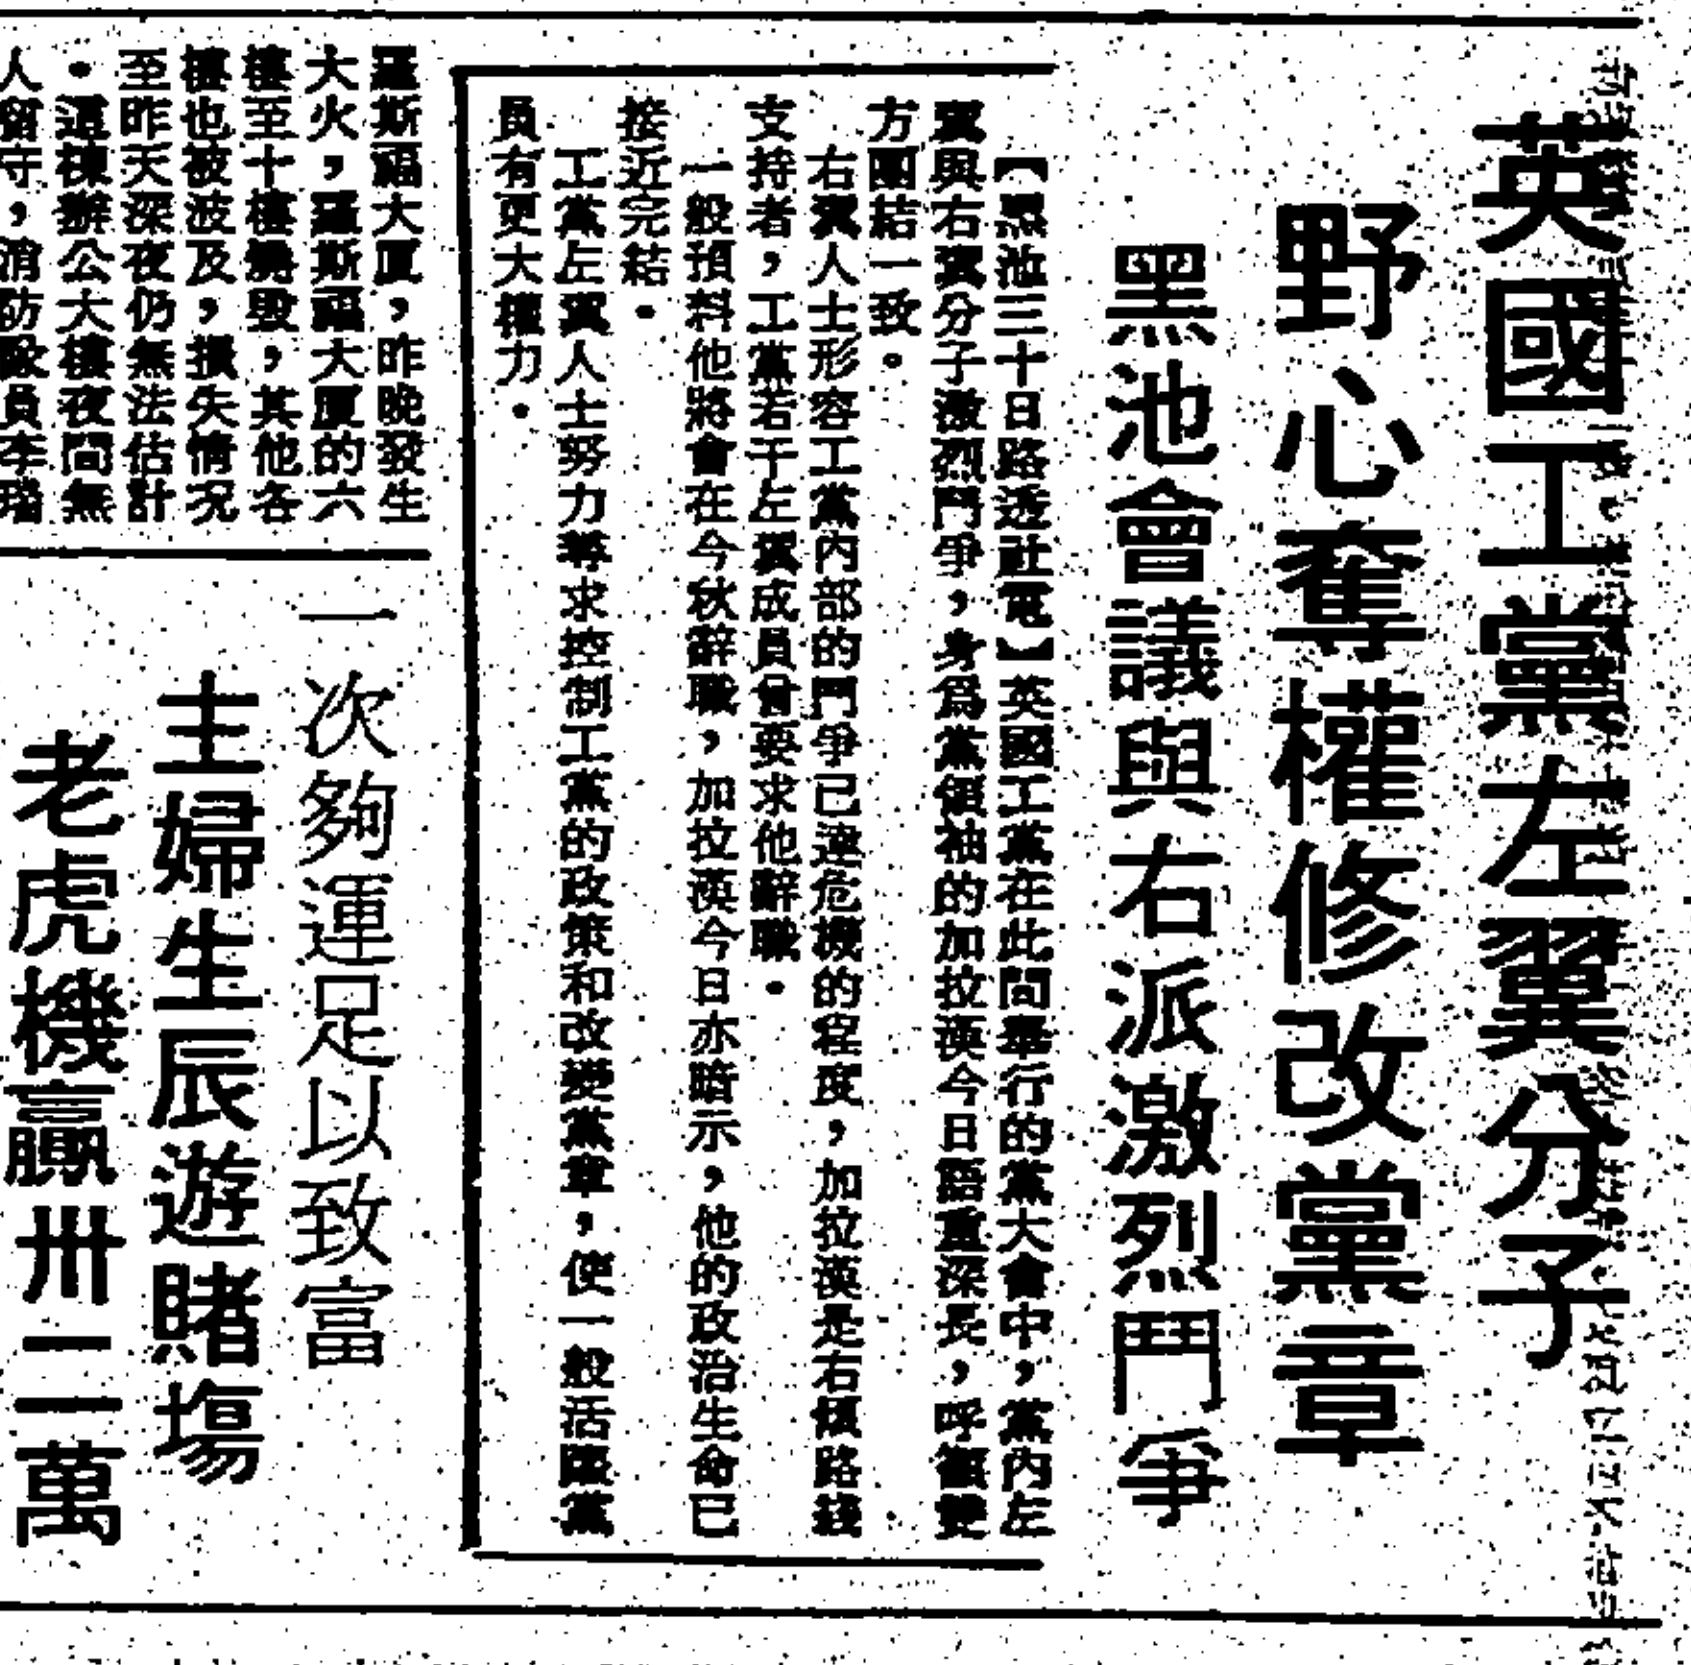 英國工黨左翼分子
野心奪權修改黨章
黑池會議與右派激烈鬥爭
【黑池三十日路透社電】英國工黨在此間舉行的黨大會中，黨內左
翼與右翼分子激烈鬥爭，身爲黨領袖的加拉漢今日語重深長，呼籲雙
方團結一致。
右翼人士形容工黨內部的鬥爭已達危機的程度，加拉漢是右傾路綫
支持者，工黨若干左翼成員曾要求他辭職。
一般預料他將會在今秋辭職，加拉漢今日亦暗示，他的政治生命已
接近完結。
工黨左翼人士努力尋求控制工黨的政策和改變黨章，使一般活躍黨
員有更大權力。
羅斯福大厦，昨晚發生
大火，羅斯福大厦的六
樓至十樓燒毀，其他各
樓也被波及，損失情况
至昨天深夜仍無法估計
。這棟辦公大樓夜間無
人留守，消防隊員李瑞
一次夠運足以致富
主婦生辰遊賭場
老虎機贏卅二萬